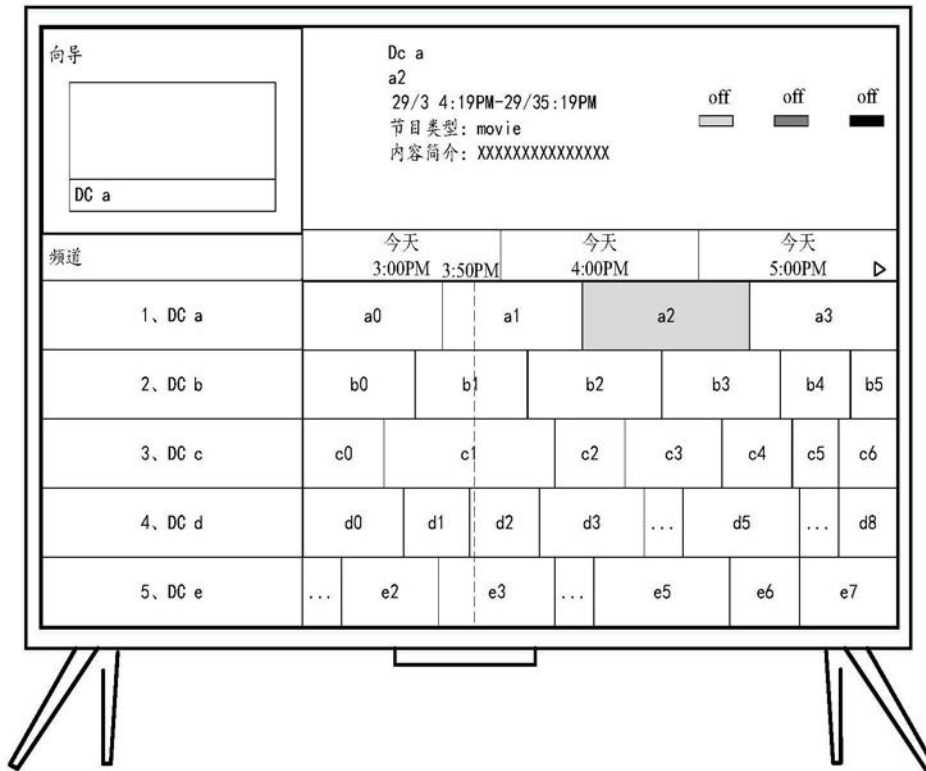 向导
DC a
Dc a
a2
29/3 4:19PM-29/35:19PM
节目类型: movie
内容简介: XXXXXXXXXXXXXXX
off off off
频道
今天 今天 今天
3:00PM 3:50PM 4:00PM 5:00PM
1、DC a a0 a1 a2 a3
2、DC b b0 b1 b2 b3 b4 b5
3、DC c c0 c1 c2 c3 c4 c5 c6
4、DC d d0 d1 d2 d3 ... d5 ... d8
5、DC e ... e2 e3 ... e5 e6 e7